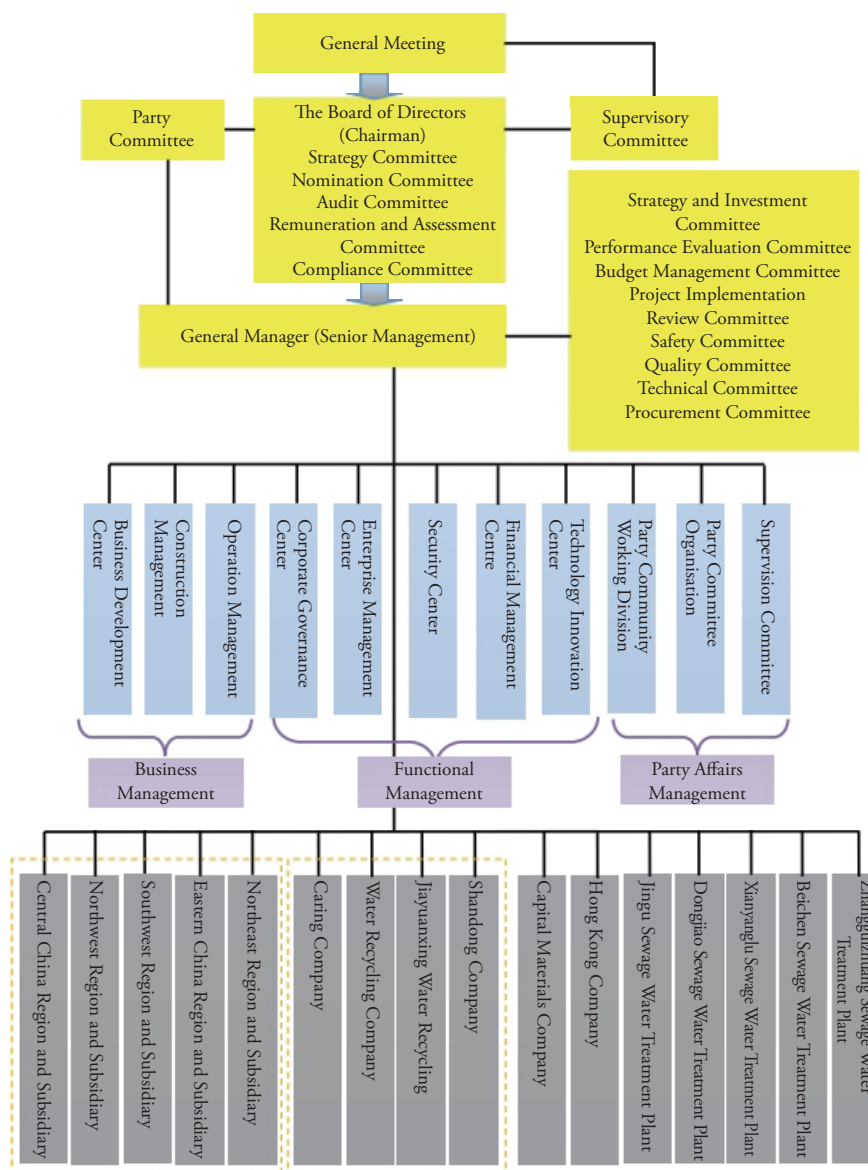 General Meeting
Party
Committee
The Board of Directors
(Chairman)
Strategy Committee
Nomination Committee
Audit Committee
Remuneration and Assessment
Committee
Compliance Committee
Supervisory
Committee
Strategy and Investment
Committee
Performance Evaluation Committee
Budget Management Committee
Project Implementation
Review Committee
Safety Committee
Quality Committee
Technical Committee
Procurement Committee
General Manager (Senior Management)
Business Development
Center
Construction
Management
Operation Management
Corporate Governance
Center
Enterprise Management
Center
Security Center
Financial Management
Centre
Technology Innovation
Center
Party Community
Working Division
Party Committee
Organisation
Supervision Committee
Business
Management
Functional
Management
Party Affairs
Management
Central China Region and Subsidiary
Northwest Region and Subsidiary
Southwest Region and Subsidiary
Eastern China Region and Subsidiary
Northeast Region and Subsidiary
Caring Company
Water Recycling Company
Jiayuanxing Water Recycling
Shandong Company
Capital Materials Company
Hong Kong Company
Jingu Sewage Water Treatment Plant
Dongjiao Sewage Water Treatment Plant
Xianyanglu Sewage Water Treatment Plant
Beichen Sewage Water Treatment Plant
Sewage Water
Treatment Plant